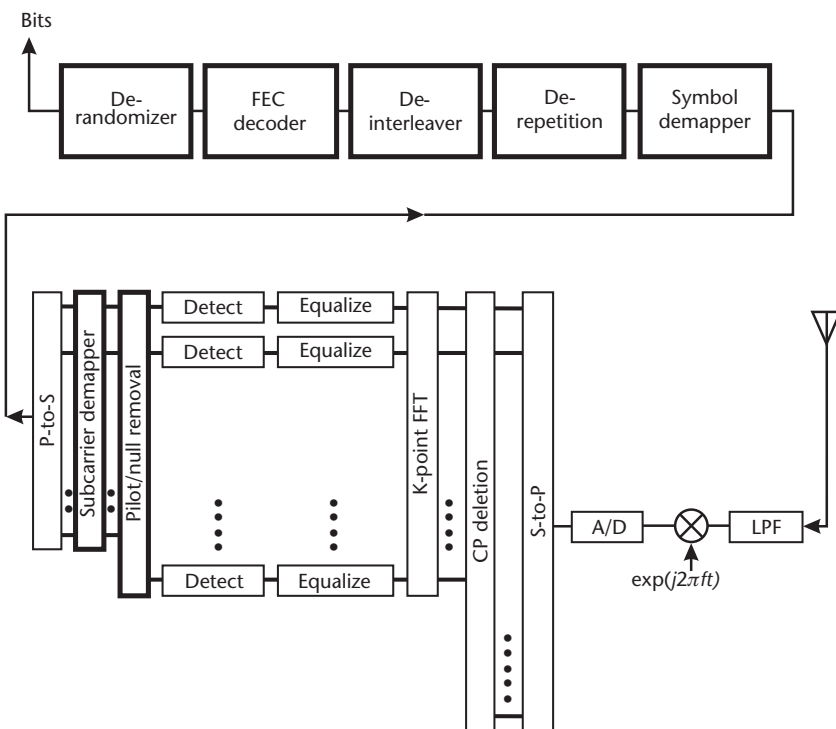 Bits
De-
randomizer
FEC
decoder
De-
interleaver
De-
repetition
Symbol
demapper
P-to-S
Subcarrier demapper
Pilot/null removal
Detect
Equalize
Detect
Equalize
Detect
Equalize
K-point FFT
CP deletion
S-to-P
A/D
LPF
exp(j2πft)